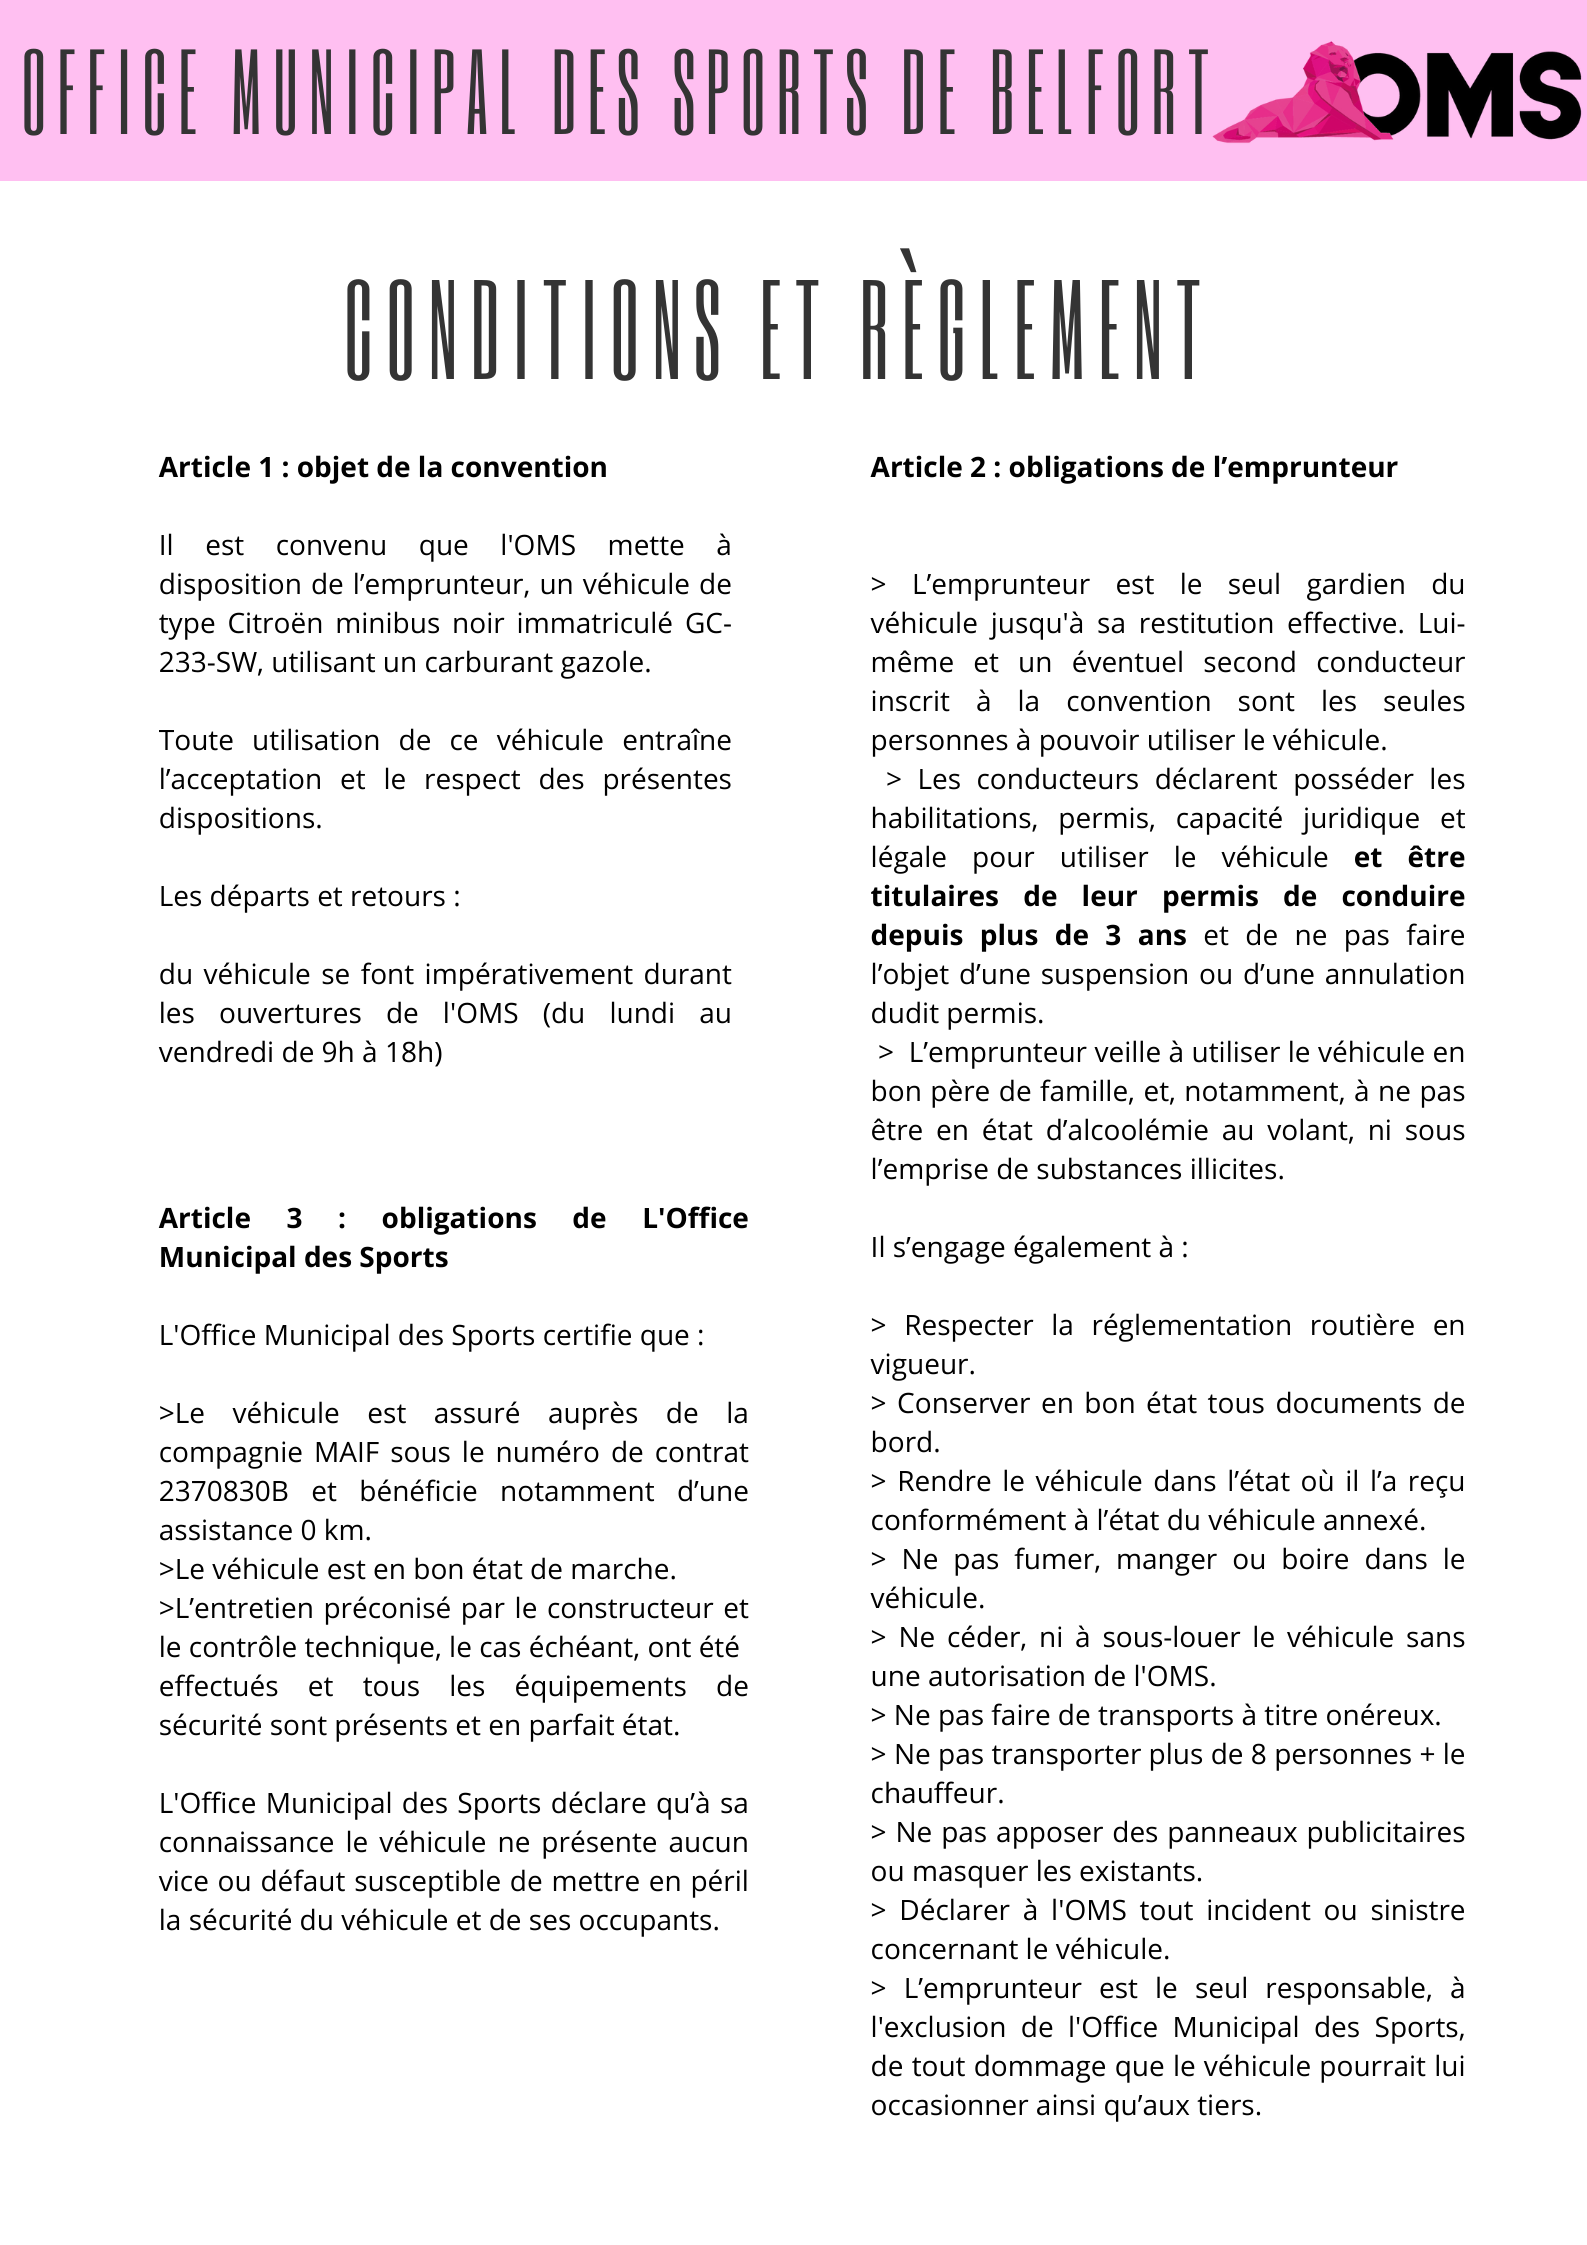 OFFICE MUNICIPAL DES SPORTS DE BELFORT
OMS
CONDITIONS ET RÈGLEMENT
Article 1 : objet de la convention
Il est convenu que l'OMS mette à
disposition de l’emprunteur, un véhicule de
type Citroën minibus noir immatriculé GC-
233-SW, utilisant un carburant gazole.
Toute utilisation de ce véhicule entraîne
l’acceptation et le respect des présentes
dispositions.
Les départs et retours :
du véhicule se font impérativement durant
les ouvertures de l'OMS (du lundi au
vendredi de 9h à 18h)
Article 2 : obligations de l’emprunteur
> L’emprunteur est le seul gardien du
véhicule jusqu'à sa restitution effective. Lui-
même et un éventuel second conducteur
inscrit à la convention sont les seules
personnes à pouvoir utiliser le véhicule.
> Les conducteurs déclarent posséder les
habilitations, permis, capacité juridique et
légale pour utiliser le véhicule et être
titulaires de leur permis de conduire
depuis plus de 3 ans et de ne pas faire
l’objet d’une suspension ou d’une annulation
dudit permis.
> L’emprunteur veille à utiliser le véhicule en
bon père de famille, et, notamment, à ne pas
être en état d’alcoolémie au volant, ni sous
l’emprise de substances illicites.
Il s’engage également à :
> Respecter la réglementation routière en
vigueur.
> Conserver en bon état tous documents de
bord.
> Rendre le véhicule dans l’état où il l’a reçu
conformément à l’état du véhicule annexé.
> Ne pas fumer, manger ou boire dans le
véhicule.
> Ne céder, ni à sous-louer le véhicule sans
une autorisation de l'OMS.
> Ne pas faire de transports à titre onéreux.
> Ne pas transporter plus de 8 personnes + le
chauffeur.
> Ne pas apposer des panneaux publicitaires
ou masquer les existants.
> Déclarer à l'OMS tout incident ou sinistre
concernant le véhicule.
> L’emprunteur est le seul responsable, à
l'exclusion de l'Office Municipal des Sports,
de tout dommage que le véhicule pourrait lui
occasionner ainsi qu’aux tiers.
Article 3 : obligations de L'Office
Municipal des Sports
L'Office Municipal des Sports certifie que :
>Le véhicule est assuré auprès de la
compagnie MAIF sous le numéro de contrat
2370830B et bénéficie notamment d’une
assistance 0 km.
>Le véhicule est en bon état de marche.
>L’entretien préconisé par le constructeur et
le contrôle technique, le cas échéant, ont été
effectués et tous les équipements de
sécurité sont présents et en parfait état.
L'Office Municipal des Sports déclare qu’à sa
connaissance le véhicule ne présente aucun
vice ou défaut susceptible de mettre en péril
la sécurité du véhicule et de ses occupants.